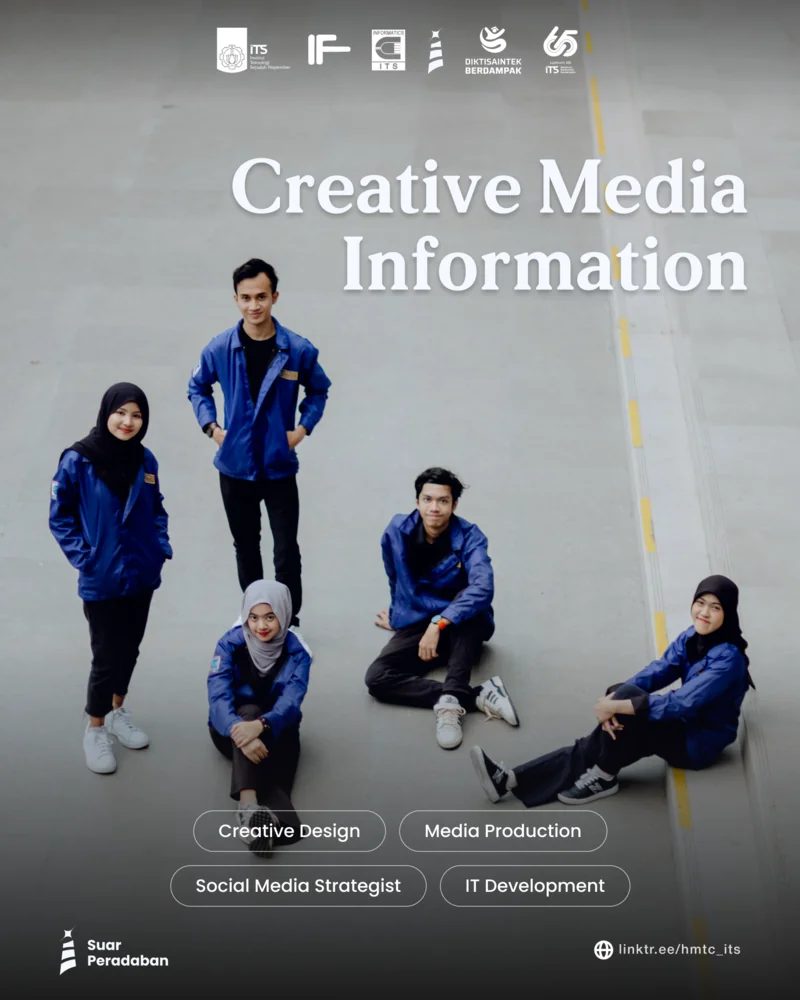 ITS
Institut
Teknologi
Sepuluh Nopember
IF
INFORMATICS
ITS
DIKTISAINTEK
BERDAMPAK
65
ITS
Creative Media
Information
Creative Design
Media Production
Social Media Strategist
IT Development
Suar
Peradaban
linktr.ee/hmtc_its